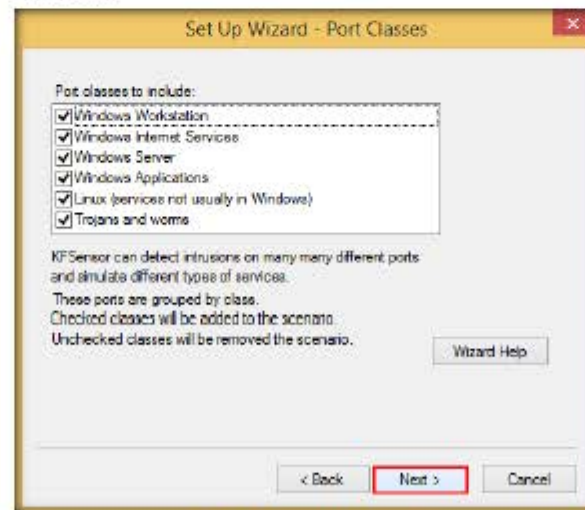 Set Up Wizard - Port Classes
Port classes to include:
Windows Workstation
Windows Internet Services
Windows Server
Windows Applications
Linux (services not usually in Windows)
Trojans and worms
KFSensor can detect intrusions on many many different ports
and simulate different types of services.
These ports are grouped by class.
Checked classes will be added to the scenario.
Unchecked classes will be removed the scenario.
Wizard Help
< Back
Next >
Cancel